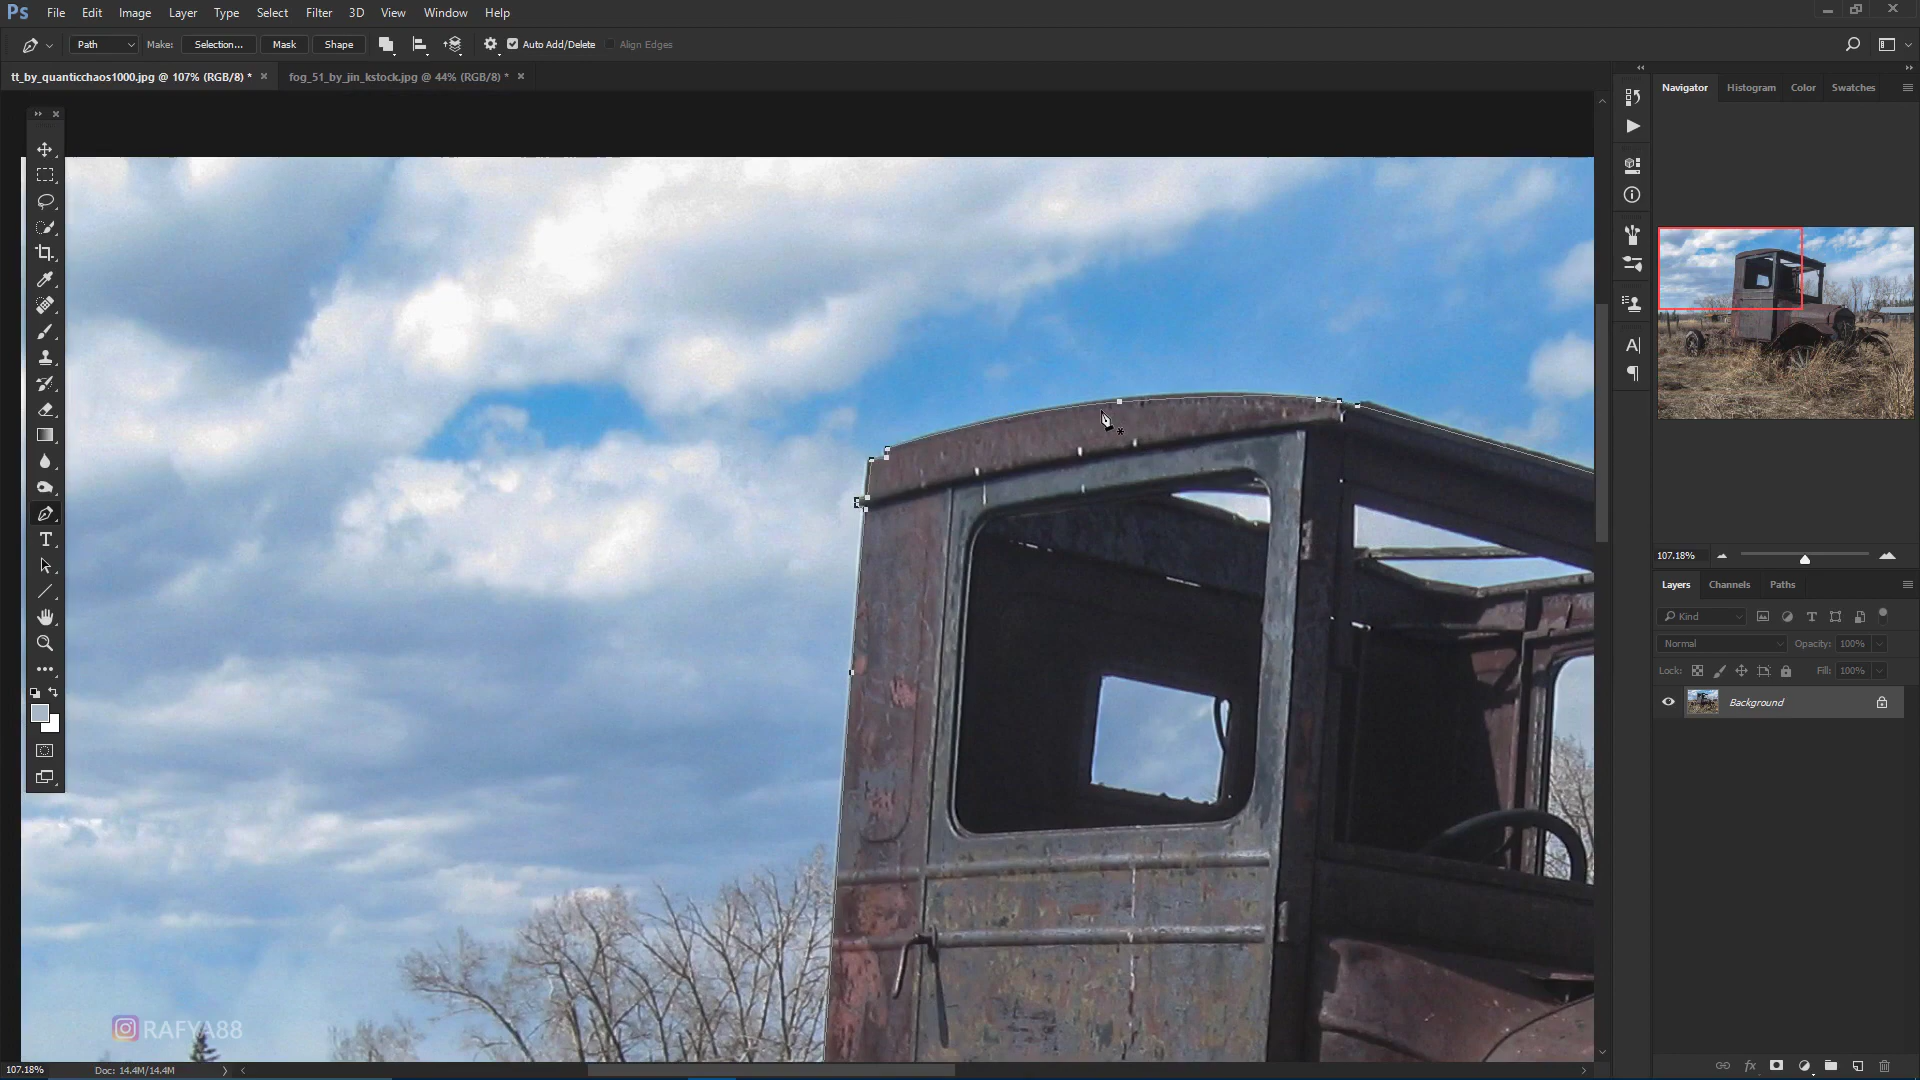 Ps File Edit Image Layer Type Select Filter 3D View Window Help
Path Make: Selection... Mask Shape Auto Add/Delete Align Edges
tt_by_quanticchaos1000.jpg @ 107% (RGB/8) * × fog_51_by_jin_kstock.jpg @ 44% (RGB/8) * ×
Navigator Histogram Color Swatches
107.18%
Layers Channels Paths
Kind
Normal Opacity: 100%
Lock: Fill: 100%
Background
RAFYA88
107.18% Doc: 14.4M/14.4M